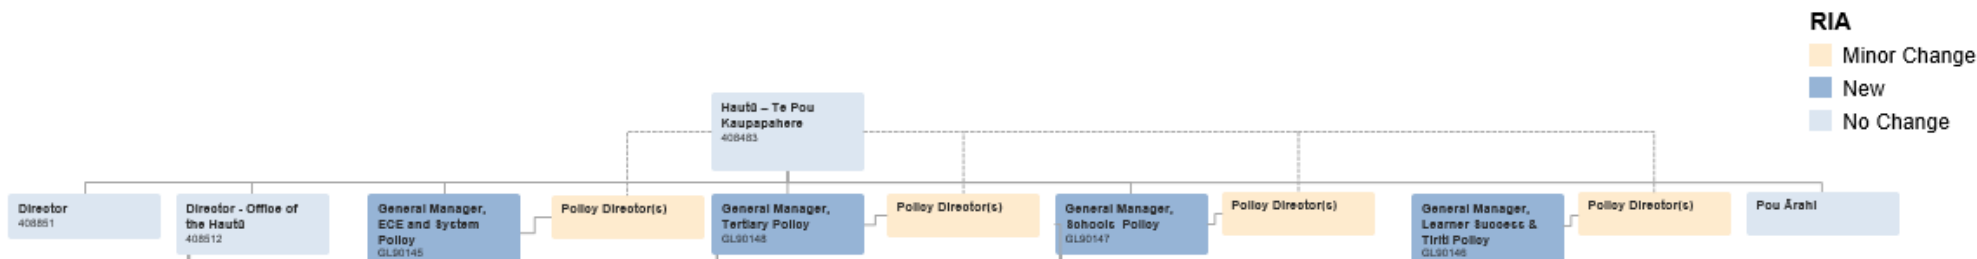 RIA
Minor Change
New
No Change
Hautū – Te Pou
Kaupapahere
408483
Director
408851
Director - Office of
the Hautū
408512
General Manager,
ECE and System
Policy
GL90145
Policy Director(s)
General Manager,
Tertiary Policy
GL90148
Policy Director(s)
General Manager,
Schools Policy
GL90147
Policy Director(s)
General Manager,
Learner Success &
Tiriti Policy
GL90146
Policy Director(s)
Pou Ārahi